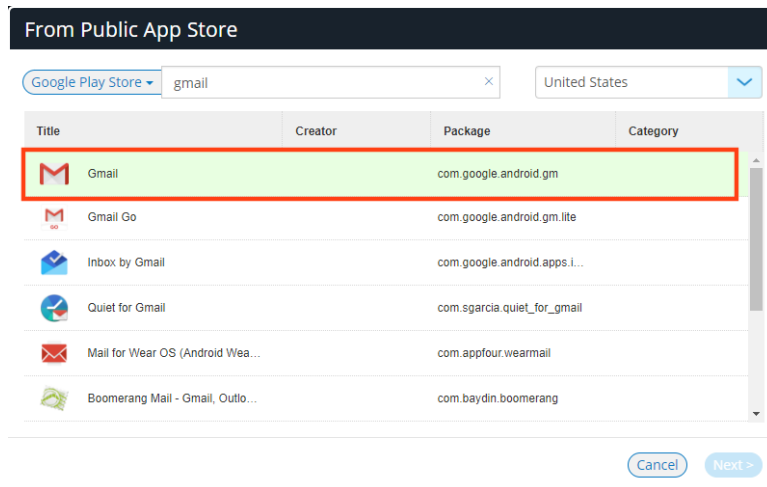 From Public App Store
Google Play Store gmail × United States
Title Creator Package Category
Gmail com.google.android.gm
Gmail Go com.google.android.gm.lite
Inbox by Gmail com.google.android.apps.i...
Quiet for Gmail com.sgarcia.quiet_for_gmail
Mail for Wear OS (Android Wea... com.appfour.wearmail
Boomerang Mail - Gmail, Outlo... com.baydin.boomerang
Cancel Next >